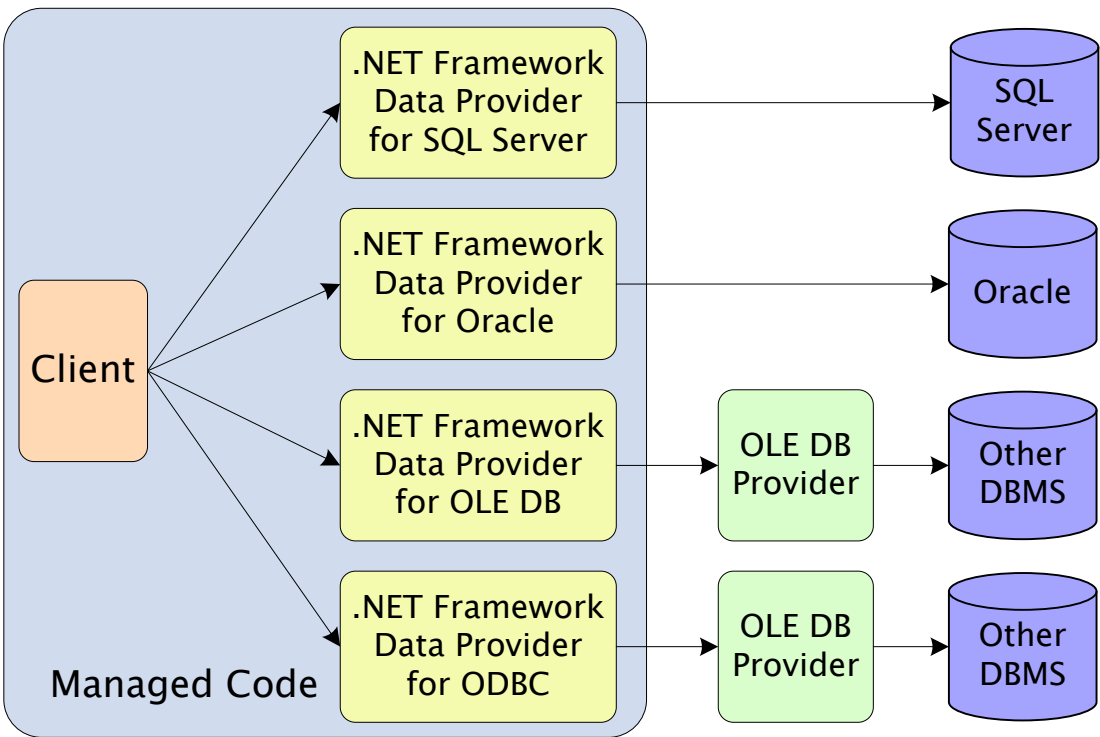 .NET Framework
Data Provider
for SQL Server
SQL
Server
.NET Framework
Data Provider
for Oracle
Oracle
Client
.NET Framework
Data Provider
for OLE DB
OLE DB
Provider
Other
DBMS
.NET Framework
Data Provider
for ODBC
OLE DB
Provider
Other
DBMS
Managed Code